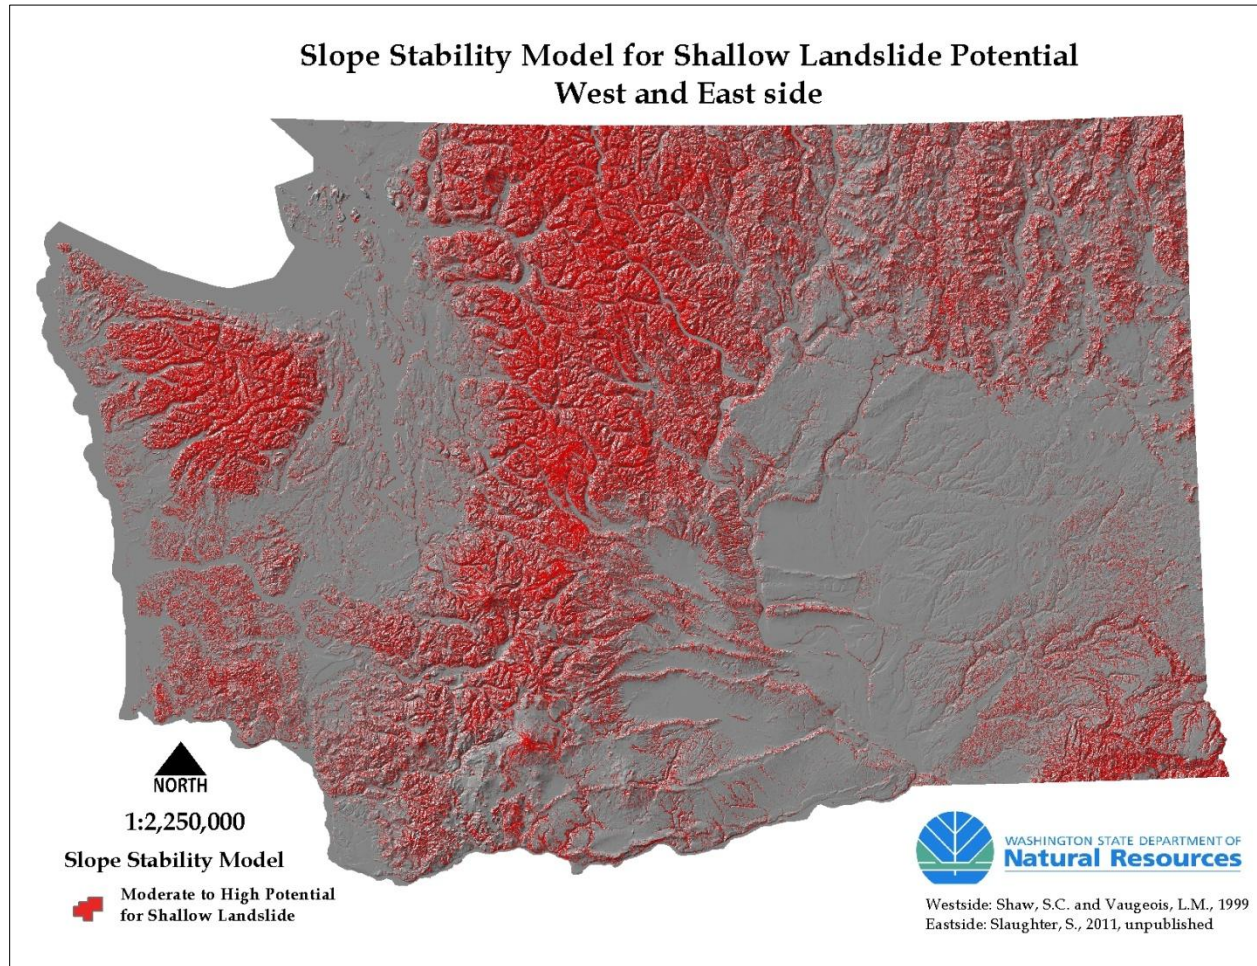 Slope Stability Model for Shallow Landslide Potential
West and East side
NORTH
1:2,250,000
Slope Stability Model
Moderate to High Potential
for Shallow Landslide
WASHINGTON STATE DEPARTMENT OF
Natural Resources
Westside: Shaw, S.C. and Vaugeois, L.M., 1999
Eastside: Slaughter, S., 2011, unpublished